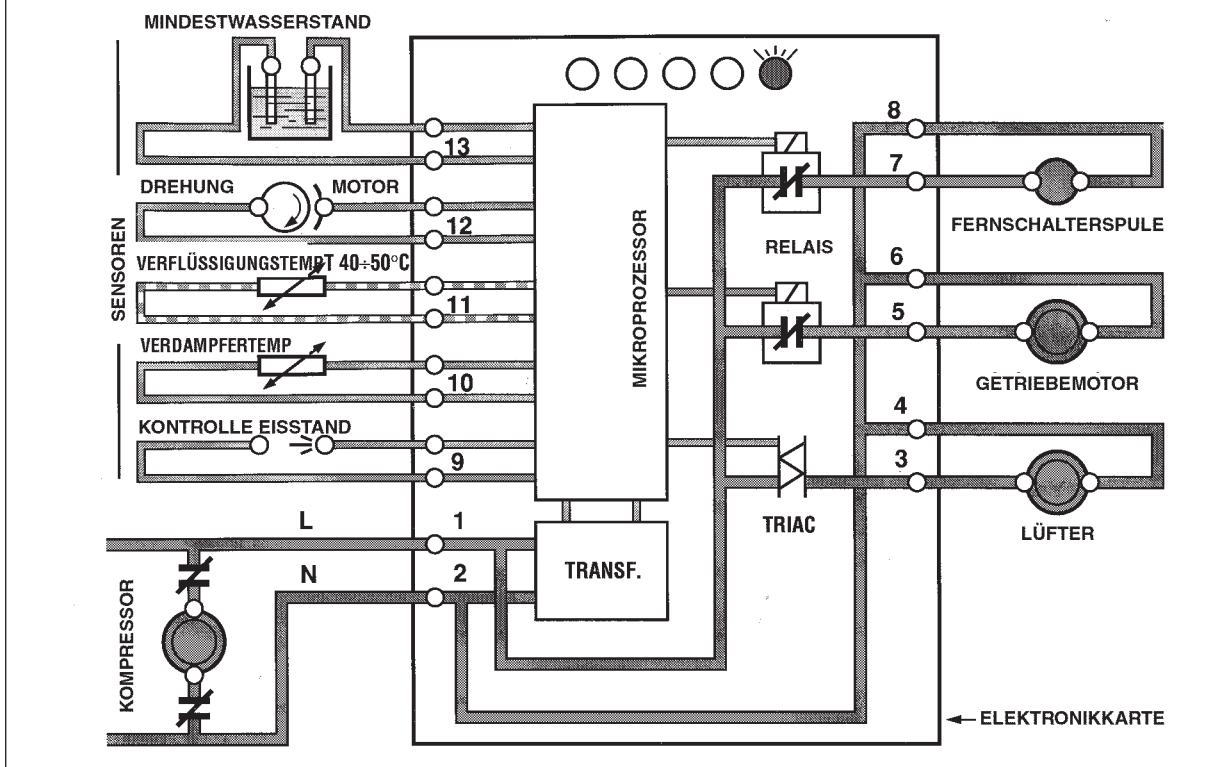 MINDESTWASSERSTAND
13
DREHUNG
MOTOR
12
VERFLÜSSIGUNGSTEMPT 40÷50°C
11
VERDAMPFERTEMP
10
KONTROLLE EISSTAND
9
SENSOREN
L
1
N
2
KOMPRESSOR
MIKROPROZESSOR
TRANSF.
RELAIS
TRIAC
8
7
FERNSCHALTERSPULE
6
5
GETRIEBEMOTOR
4
3
LÜFTER
ELEKTRONIKKARTE